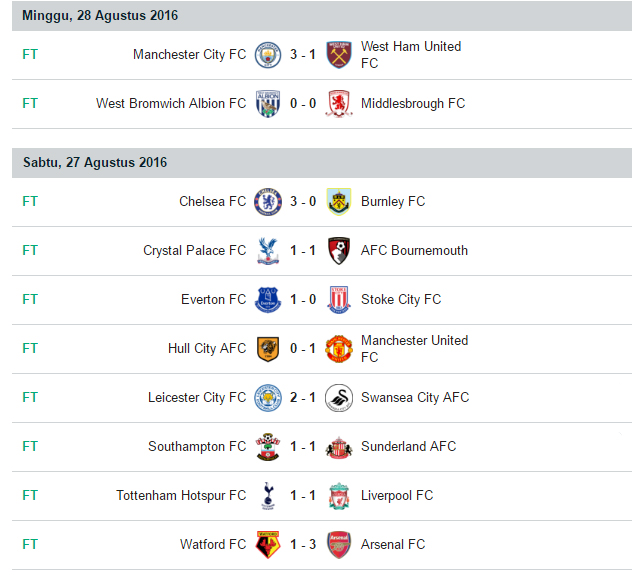 Minggu, 28 Agustus 2016
FT Manchester City FC 3 - 1 West Ham United
FC
FT West Bromwich Albion FC 0 - 0 Middlesbrough FC
Sabtu, 27 Agustus 2016
FT Chelsea FC 3 - 0 Burnley FC
FT Crystal Palace FC 1 - 1 AFC Bournemouth
FT Everton FC 1 - 0 Stoke City FC
FT Hull City AFC 0 - 1 Manchester United
FC
FT Leicester City FC 2 - 1 Swansea City AFC
FT Southampton FC 1 - 1 Sunderland AFC
FT Tottenham Hotspur FC 1 - 1 Liverpool FC
FT Watford FC 1 - 3 Arsenal FC